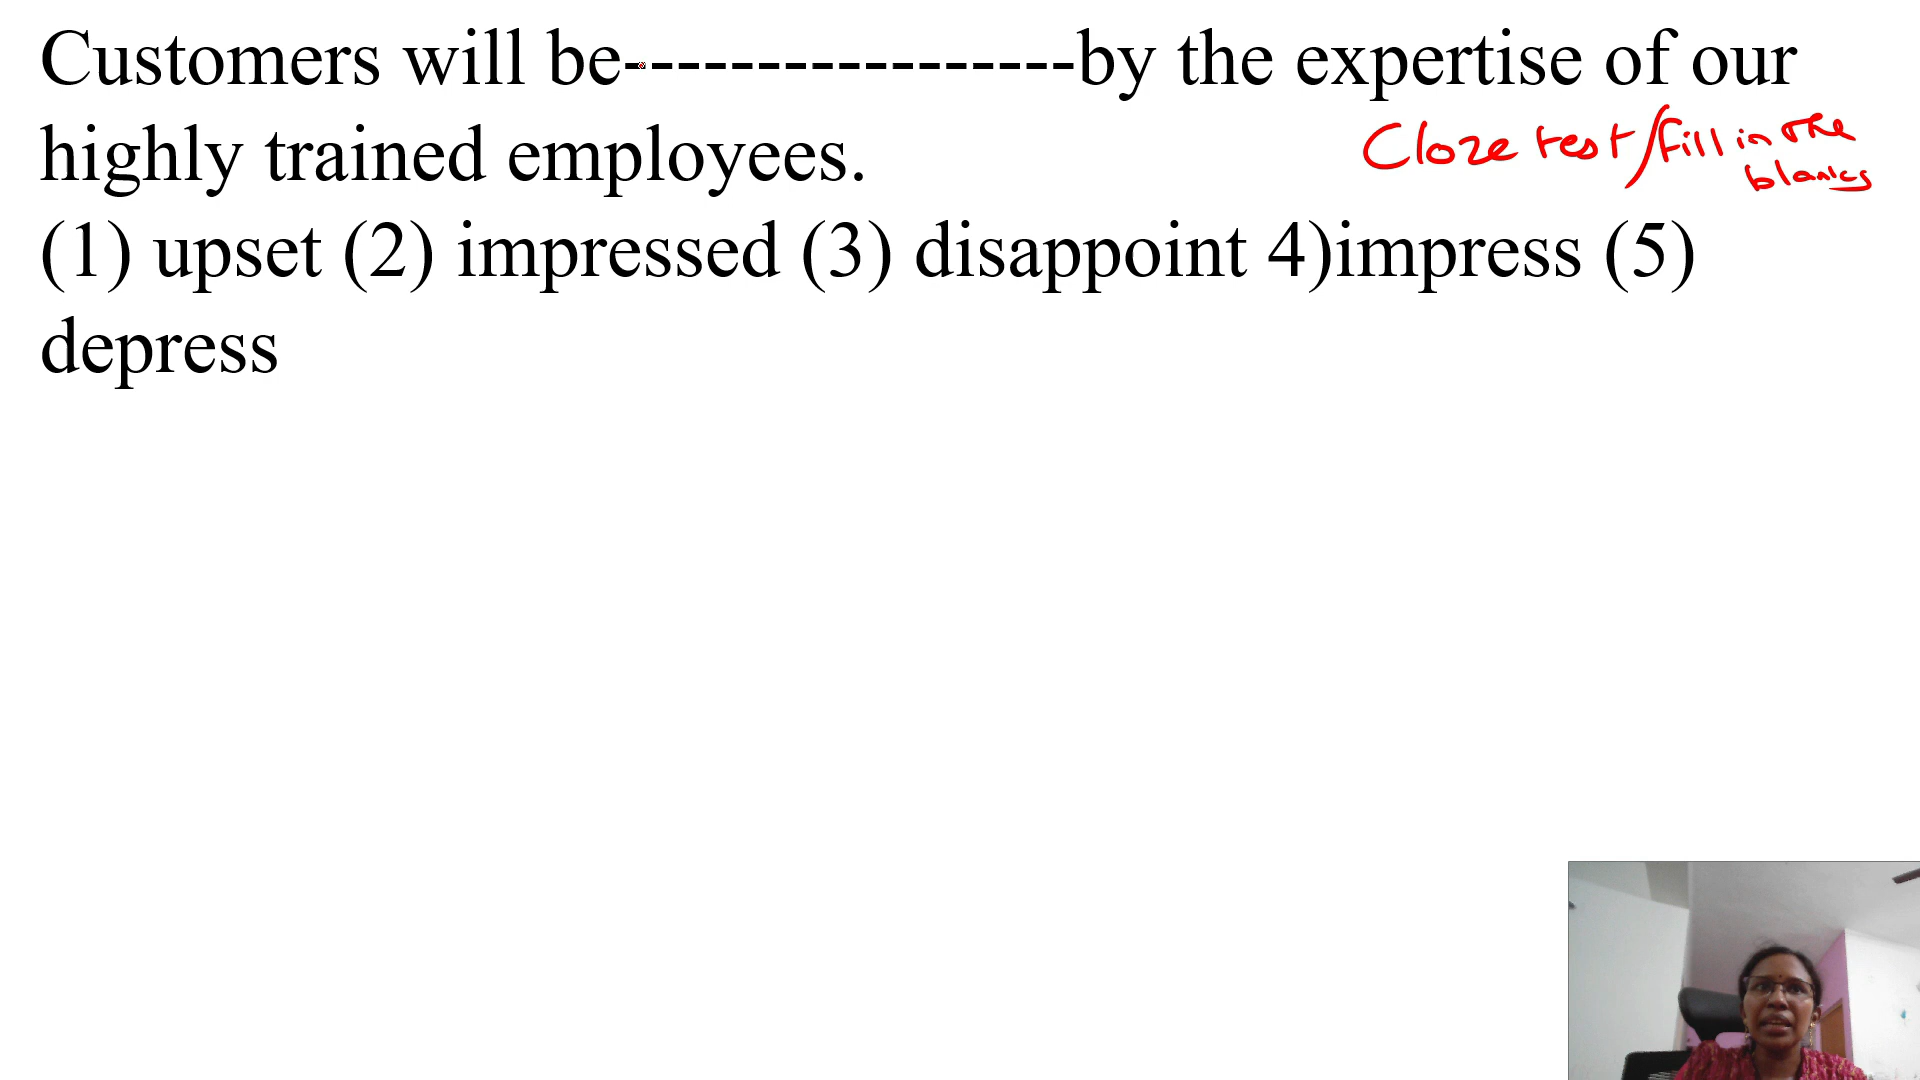 Customers will be-----------------by the expertise of our
highly trained employees.
Cloze test/Fill in the
blanks
(1) upset (2) impressed (3) disappoint 4)impress (5)
depress